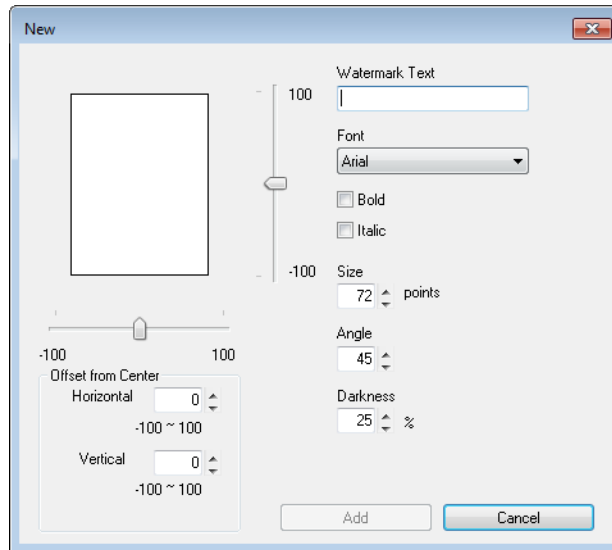 New
Watermark Text
100
-100
-100
100
Font
Arial
Bold
Italic
Size
72
points
Angle
45
Darkness
25
%
Offset from Center
Horizontal
0
-100 ~ 100
Vertical
0
-100 ~ 100
Add
Cancel